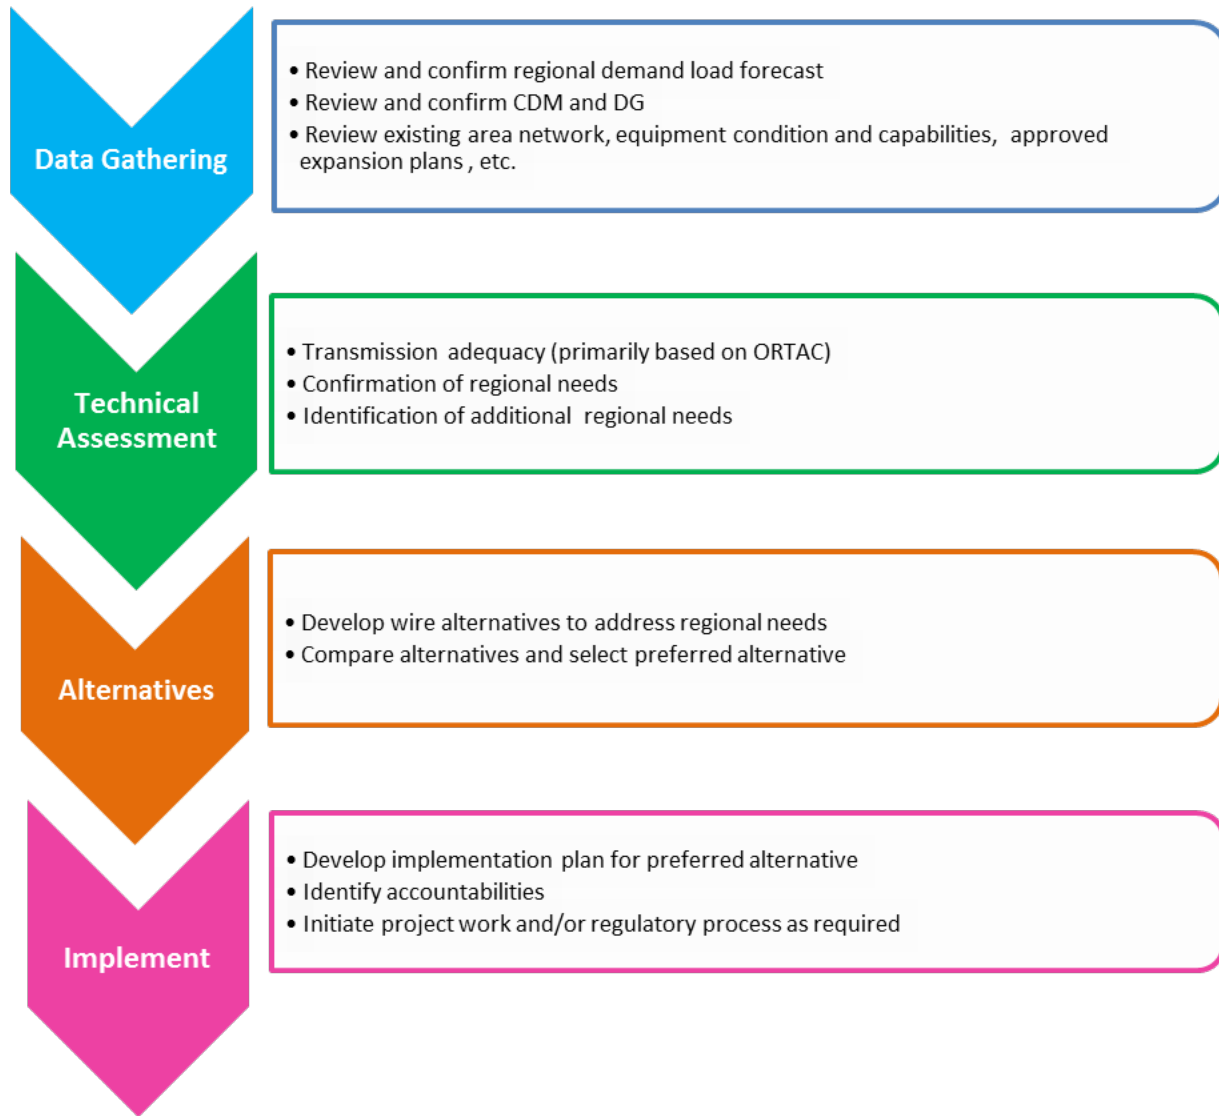 Data Gathering
• Review and confirm regional demand load forecast
• Review and confirm CDM and DG
• Review existing area network, equipment condition and capabilities, approved
expansion plans , etc.
Technical
Assessment
• Transmission adequacy (primarily based on ORTAC)
• Confirmation of regional needs
• Identification of additional regional needs
Alternatives
• Develop wire alternatives to address regional needs
• Compare alternatives and select preferred alternative
Implement
• Develop implementation plan for preferred alternative
• Identify accountabilities
• Initiate project work and/or regulatory process as required